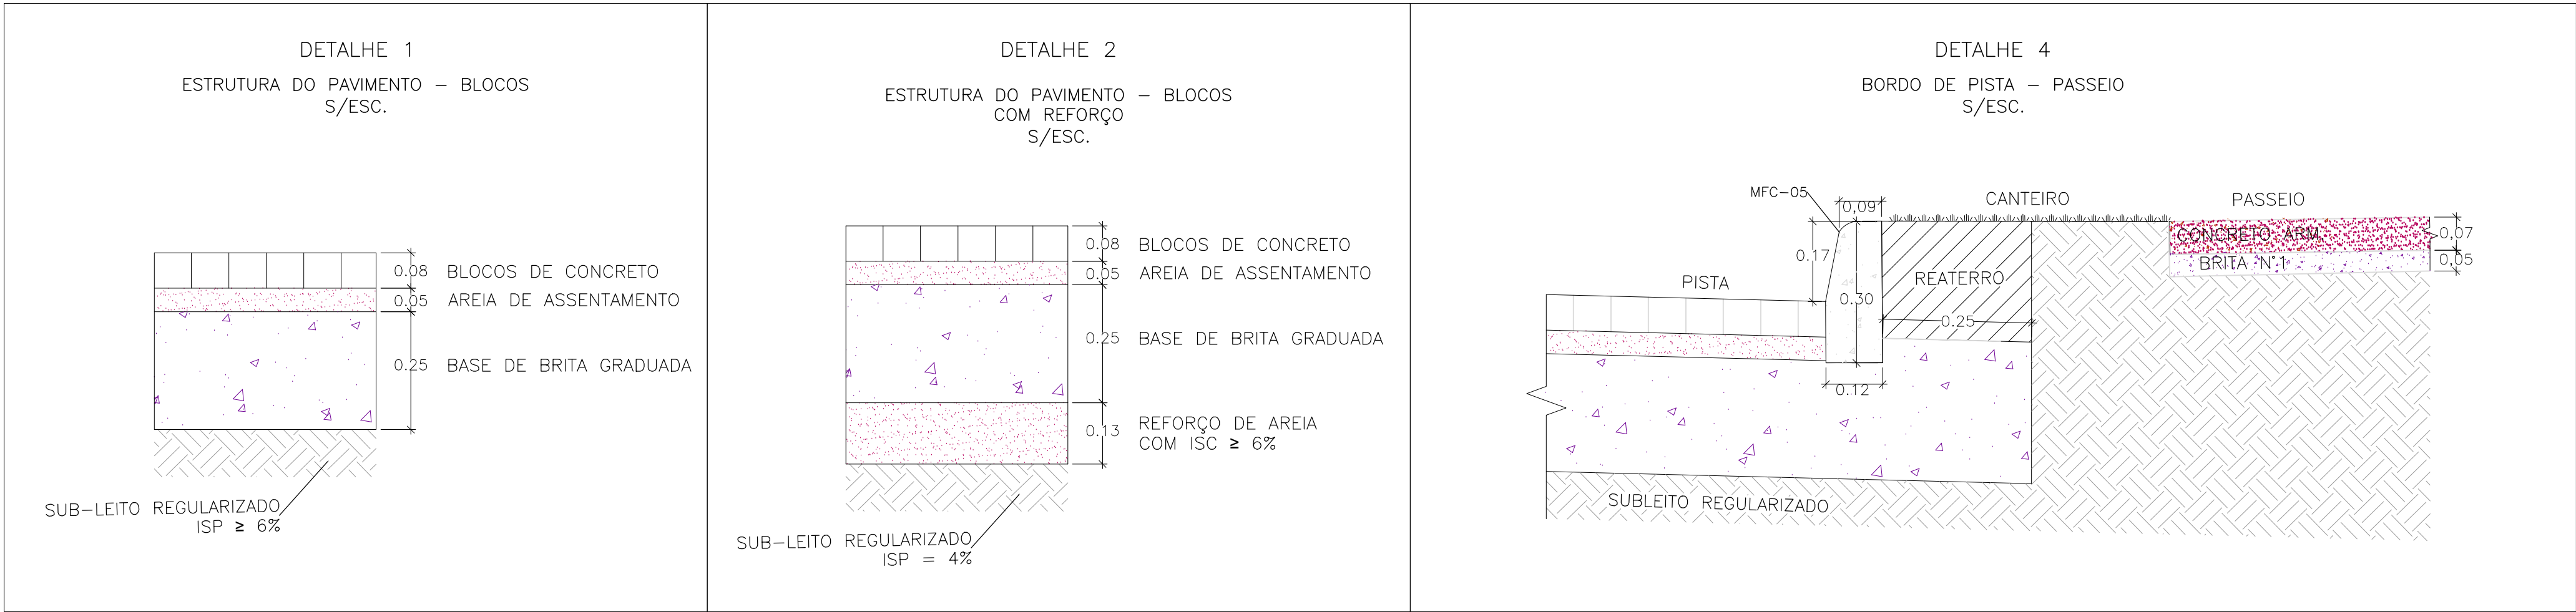 DETALHE 1
ESTRUTURA DO PAVIMENTO – BLOCOS
S/ESC.
0.08 BLOCOS DE CONCRETO
0.05 AREIA DE ASSENTAMENTO
0.25 BASE DE BRITA GRADUADA
SUB-LEITO REGULARIZADO
ISP ≥ 6%
DETALHE 2
ESTRUTURA DO PAVIMENTO – BLOCOS
COM REFORÇO
S/ESC.
0.08 BLOCOS DE CONCRETO
0.05 AREIA DE ASSENTAMENTO
0.25 BASE DE BRITA GRADUADA
0.13 REFORÇO DE AREIA
COM ISC ≥ 6%
SUB-LEITO REGULARIZADO
ISP = 4%
DETALHE 4
BORDO DE PISTA – PASSEIO
S/ESC.
MFC-05
0,09
CANTEIRO
PASSEIO
0.17
CONCRETO ARM.
0,07
BRITA N°1
0,05
PISTA
0.30
REATERRO
0.25
0.12
SUBLEITO REGULARIZADO